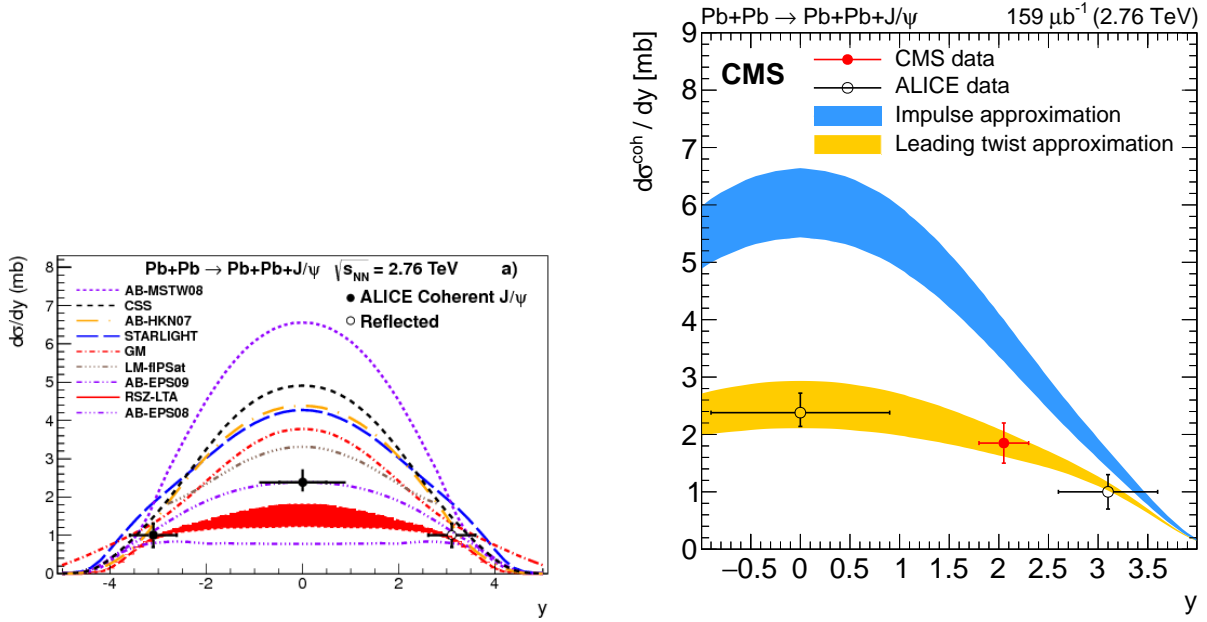 Pb+Pb → Pb+Pb+J/ψ √sNN = 2.76 TeV a)
dσ/dy (mb)
8
7
6
5
4
3
2
1
0
AB-MSTW08
CSS
AB-HKN07
STARLIGHT
GM
LM-fIPSat
AB-EPS09
RSZ-LTA
AB-EPS08
ALICE Coherent J/ψ
Reflected
-4 -2 0 2 4
y
Pb+Pb → Pb+Pb+J/ψ 159 μb⁻¹ (2.76 TeV)
dσcoh / dy [mb]
9
8
7
6
5
4
3
2
1
0
CMS
CMS data
ALICE data
Impulse approximation
Leading twist approximation
−0.5 0 0.5 1 1.5 2 2.5 3 3.5
y